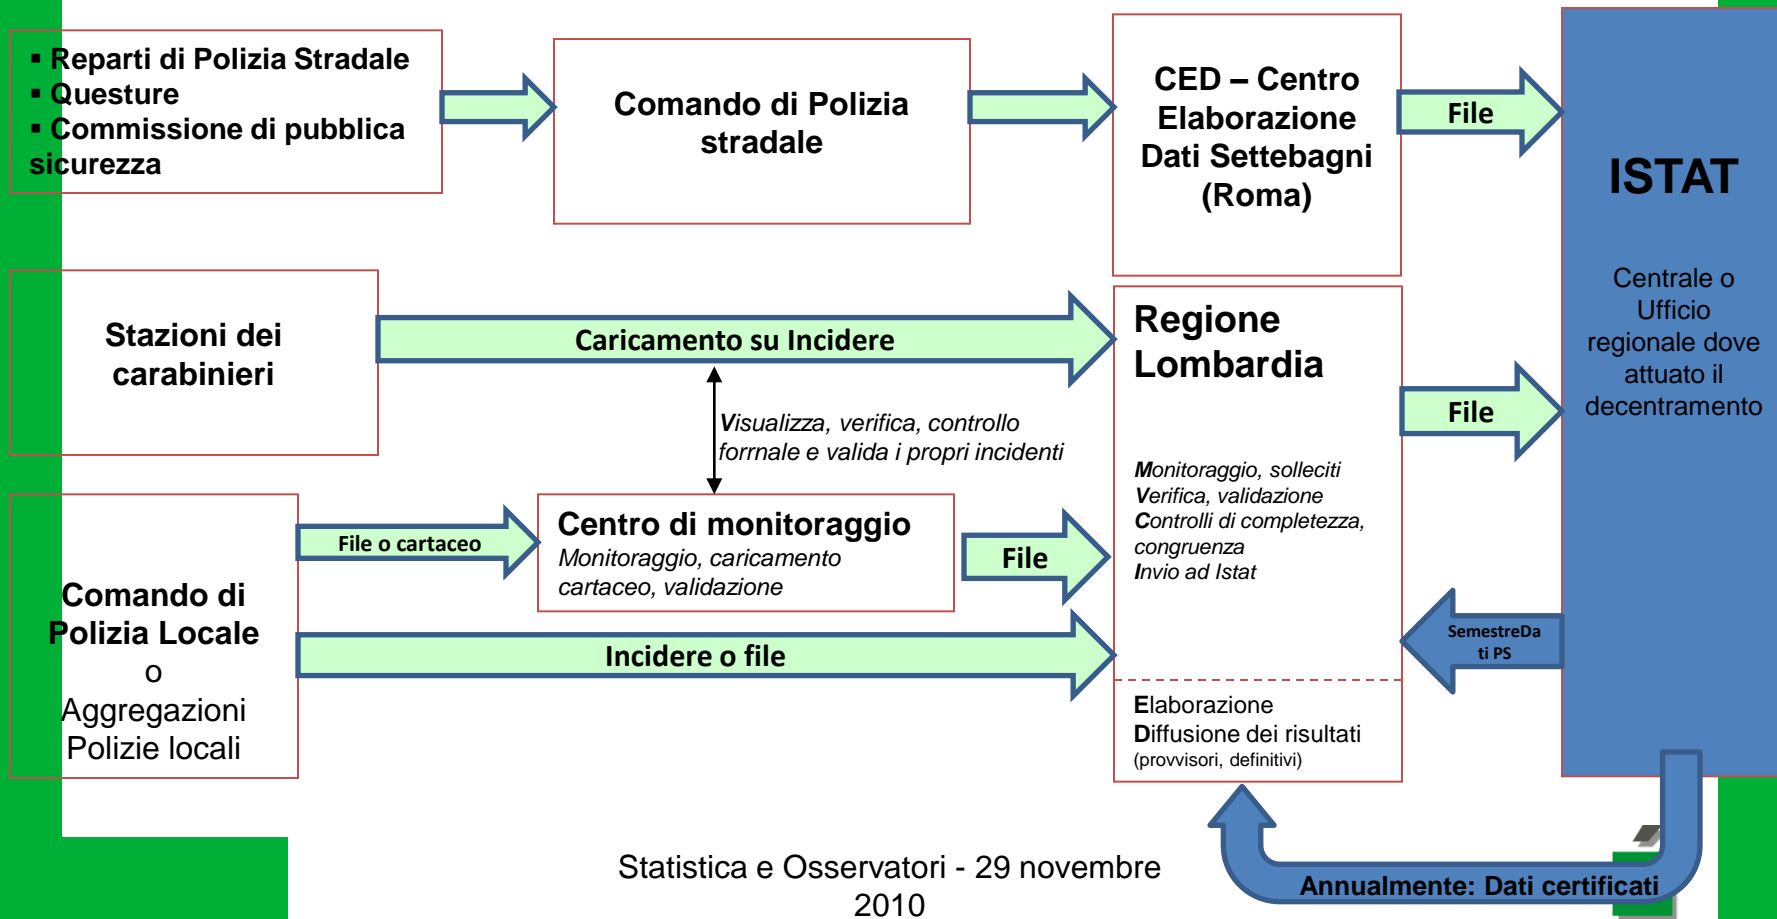 ▪ Reparti di Polizia Stradale
▪ Questure
▪ Commissione di pubblica
sicurezza
Comando di Polizia
stradale
CED – Centro
Elaborazione
Dati Settebagni
(Roma)
File
ISTAT
Centrale o
Ufficio
regionale dove
attuato il
decentramento
Stazioni dei
carabinieri
Caricamento su Incidere
Visualizza, verifica, controllo
forrnale e valida i propri incidenti
Regione
Lombardia
Monitoraggio, solleciti
Verifica, validazione
Controlli di completezza,
congruenza
Invio ad Istat
File
Comando di
Polizia Locale
o
Aggregazioni
Polizie locali
File o cartaceo
Centro di monitoraggio
Monitoraggio, caricamento
cartaceo, validazione
File
Incidere o file
SemestreDa
ti PS
Elaborazione
Diffusione dei risultati
(provvisori, definitivi)
Annualmente: Dati certificati
Statistica e Osservatori - 29 novembre
2010